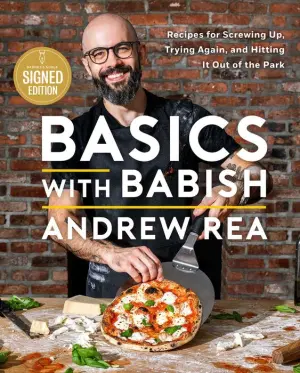 Recipes for Screwing Up,
Trying Again, and Hitting
It Out of the Park
SIGNED
EDITION
BASICS
WITH BABISH
ANDREW REA